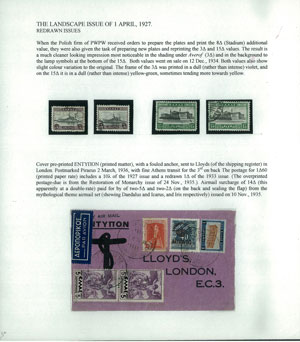 THE LANDSCAPE ISSUE OF 1 APRIL, 1927.
REDRAWN ISSUES
When the Polish firm of PWPW received orders to prepare the plates and print the 8Δ (Stadium) additional
value, they were also given the task of preparing new plates and reprinting the 3Δ and 15Δ values. The result is
a much cleaner looking impression most noticeable in the shading under Averof (3Δ) and in the background to
the lamp symbols at the bottom of the 15Δ. Both values went on sale on 12 Dec., 1934. Both values also show
slight colour variation to the original. The frame of the 3Δ was printed in a dull (rather than intense) violet, and
on the 15Δ it is in a dull (rather than intense) yellow-green, sometimes tending more towards yellow.
Cover pre-printed ENTYΠON (printed matter), with a fouled anchor, sent to Lloyds (of the shipping register) in
London. Postmarked Piraeus 2 March, 1936, with fine Athens transit for the 3rd on back The postage for 1Δ60
(printed paper rate) includes a 10L of the 1927 issue and a redrawn 1Δ of the 1933 issue. (The overprinted
postage-due is from the Restoration of Monarchy issue of 24 Nov., 1935.) Airmail surcharge of 14Δ (this
apparently at a double-rate) paid for by of two-5Δ and two-2Δ (on the back and sealing the flap) from the
mythological theme aermail set (showing Daedalus and Icarus, and Iris respectively) issued on 10 Nov., 1935.
ΑΕΡΟΠΟΡΙΚΩΣ
AIR MAIL
LLOYD'S,
LONDON,
E.C.3.